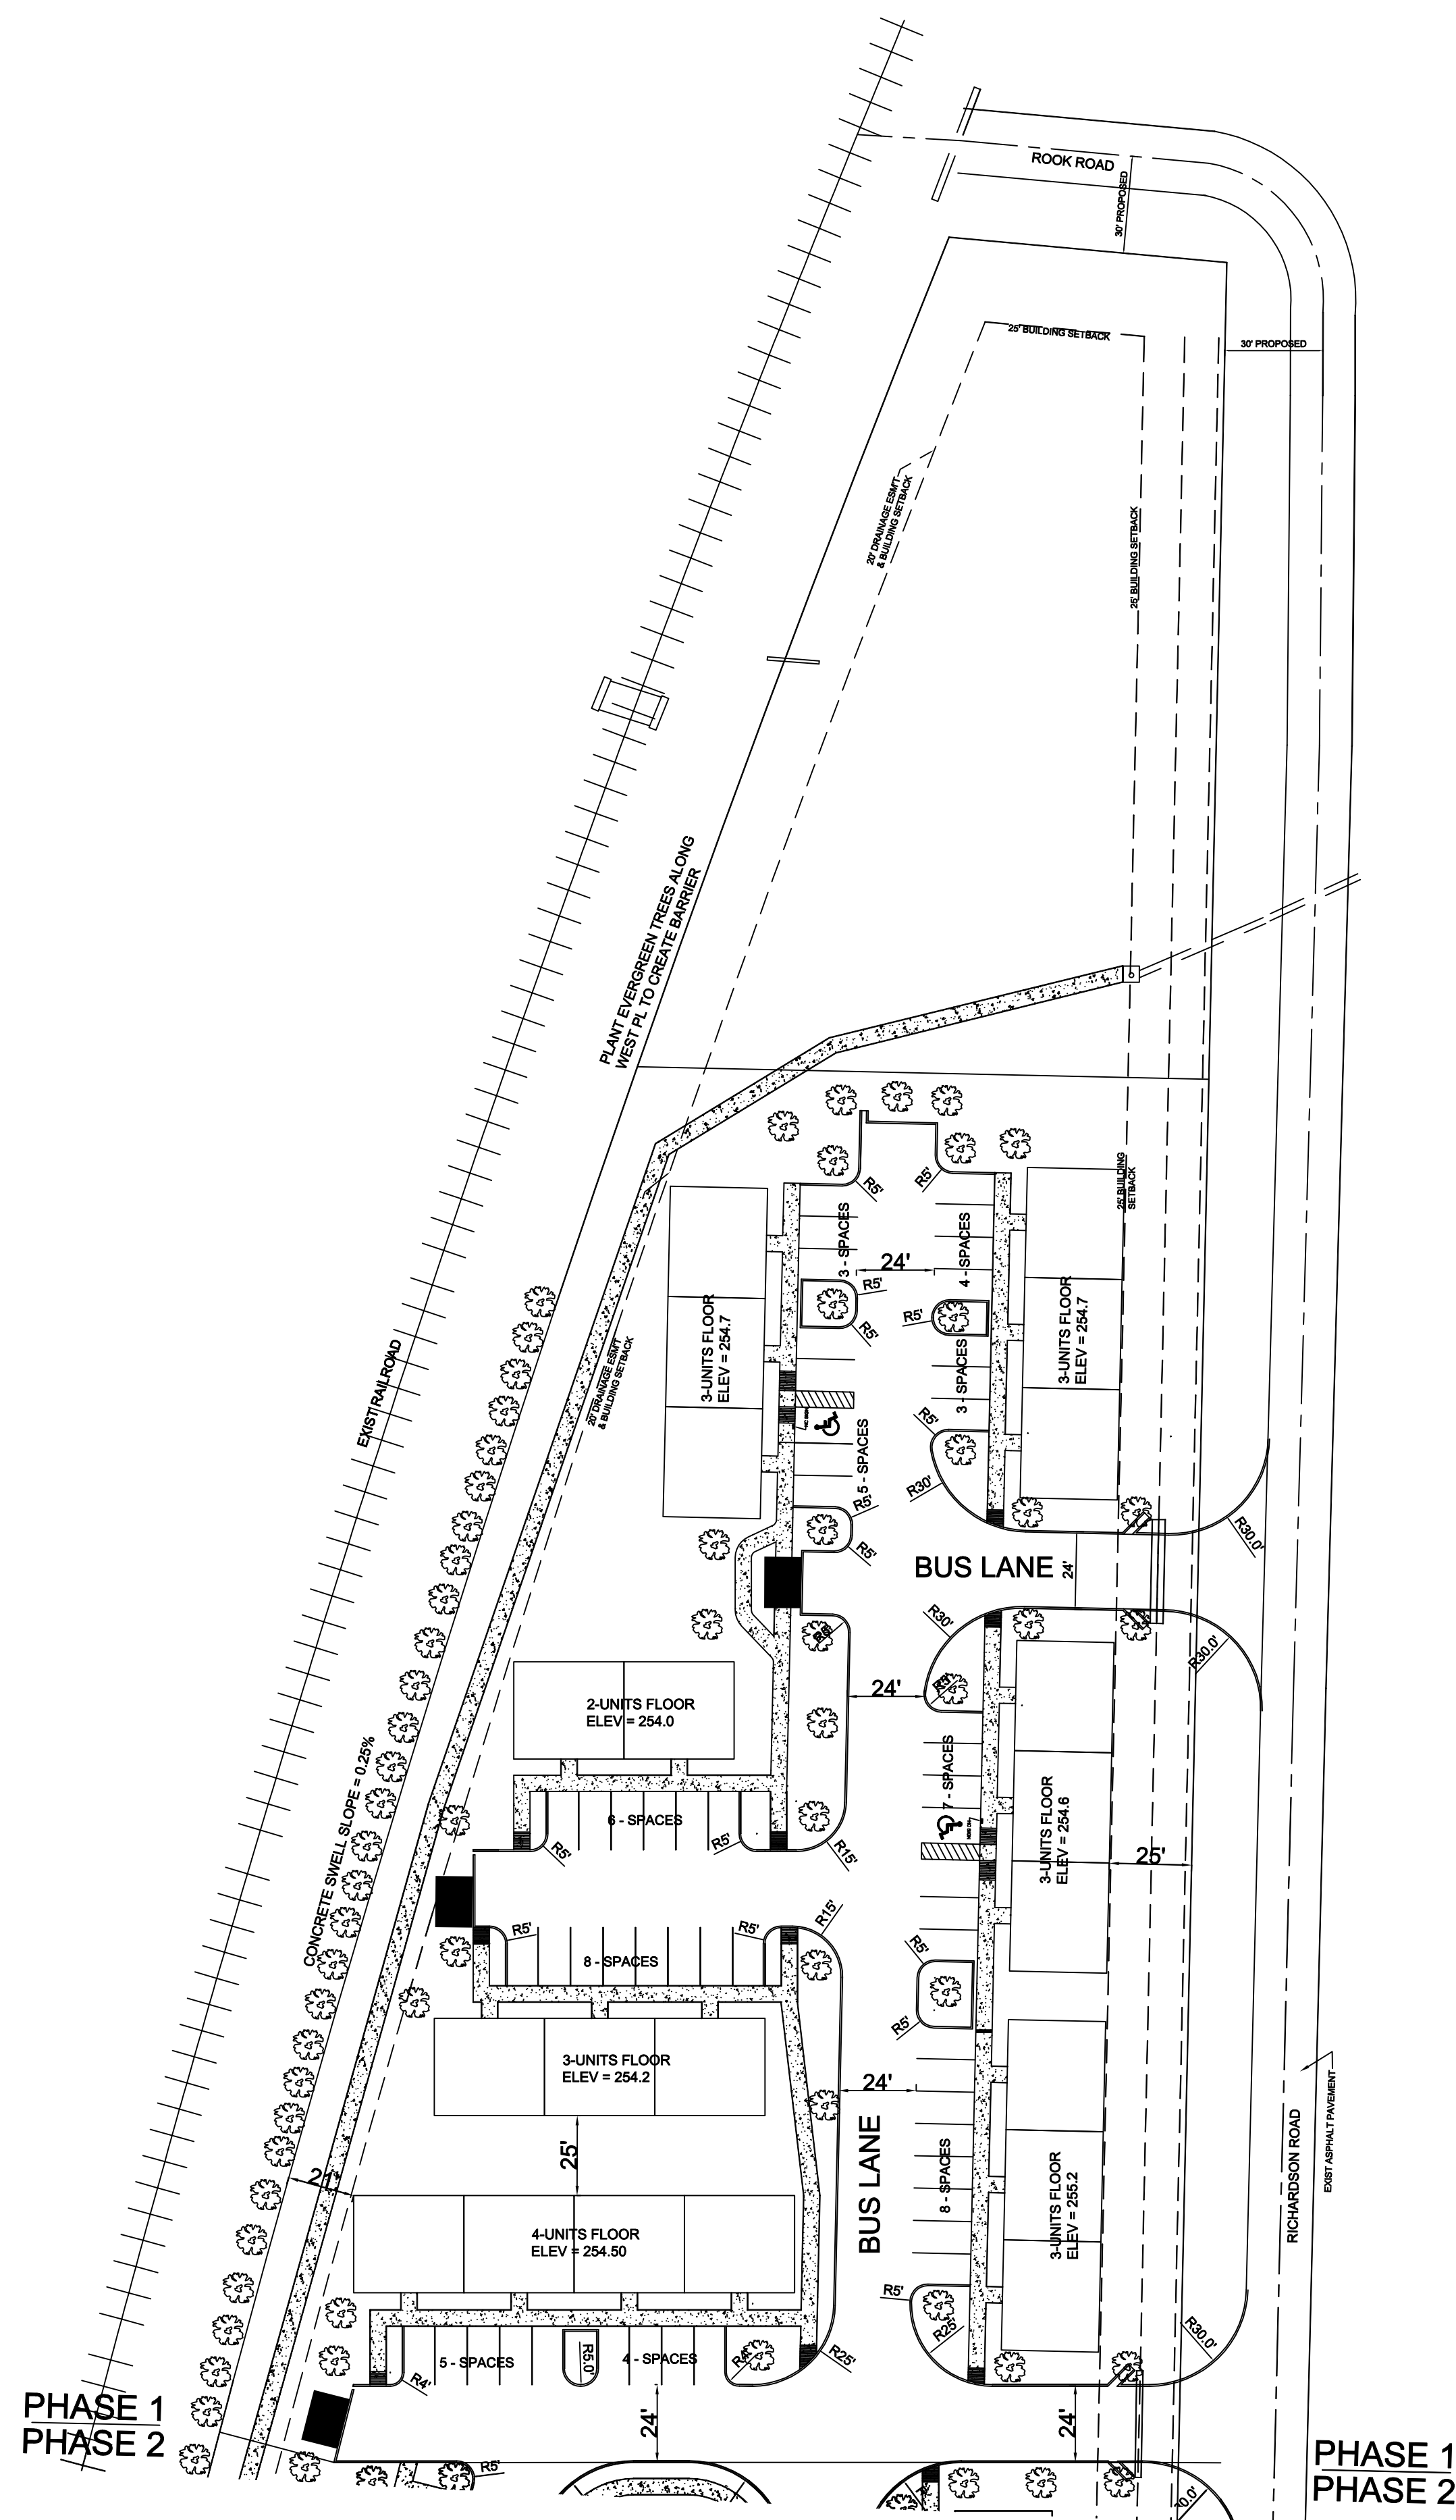 ROOK ROAD
30' PROPOSED
25' BUILDING SETBACK
30' PROPOSED
20' DRAINAGE ESM'T
& BUILDING SETBACK
25' BUILDING SETBACK
PLANT EVERGREEN TREES ALONG
WEST PL TO CREATE BARRIER
25' BUILDING
SETBACK
R5'
R5'
3 - SPACES
4 - SPACES
24'
R5'
R5'
R5'
3-UNITS FLOOR
ELEV = 254.7
3-UNITS FLOOR
ELEV = 254.7
EXIST RAILROAD
20' DRAINAGE ESM'T
& BUILDING SETBACK
3 - SPACES
R5'
5 - SPACES
R30'
R5'
R5'
R30.0'
BUS LANE
24'
R30'
R5'
R30.0'
24'
R5'
2-UNITS FLOOR
ELEV = 254.0
7 - SPACES
CONCRETE SWELL SLOPE = 0.25%
6 - SPACES
R5'
R5'
R15'
3-UNITS FLOOR
ELEV = 254.6
25'
R5'
R5'
R15'
8 - SPACES
R5'
R5'
3-UNITS FLOOR
ELEV = 254.2
24'
25'
BUS LANE
8 - SPACES
3-UNITS FLOOR
ELEV = 255.2
RICHARDSON ROAD
EXIST ASPHALT PAVEMENT
21'
4-UNITS FLOOR
ELEV = 254.50
R5'
R25'
R30.0'
5 - SPACES
R5.0'
4 - SPACES
R4'
R25'
R4'
24'
24'
PHASE 1
PHASE 2
R5'
PHASE 1
PHASE 2